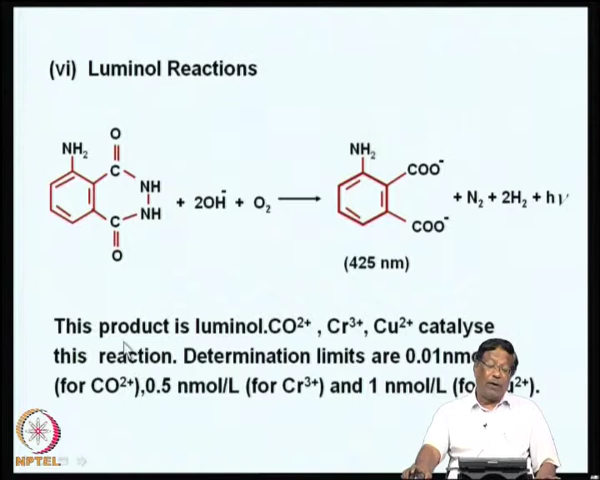 (vi) Luminol Reactions
O
NH2 || C NH
+ 2OH̄ + O2
C NH
||
O
NH2 COO-
COO-
+ N2 + 2H2 + hν
(425 nm)
This product is luminol.CO2+ , Cr3+, Cu2+ catalyse
this reaction. Determination limits are 0.01
(for CO2+),0.5 nmol/L (for Cr3+) and 1 nmol/L 2+).
NPTEL